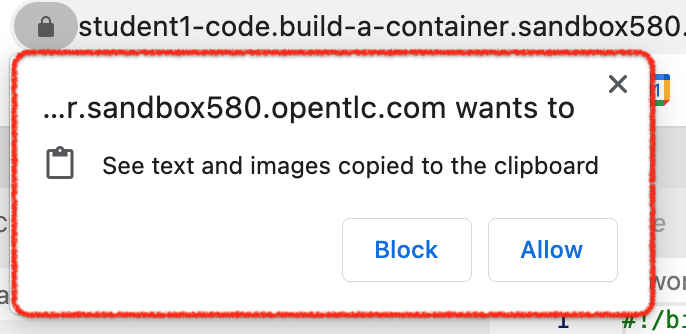 student1-code.build-a-container.sandbox580.
...r.sandbox580.opentlc.com wants to
See text and images copied to the clipboard
Block
Allow
1 #!/bi